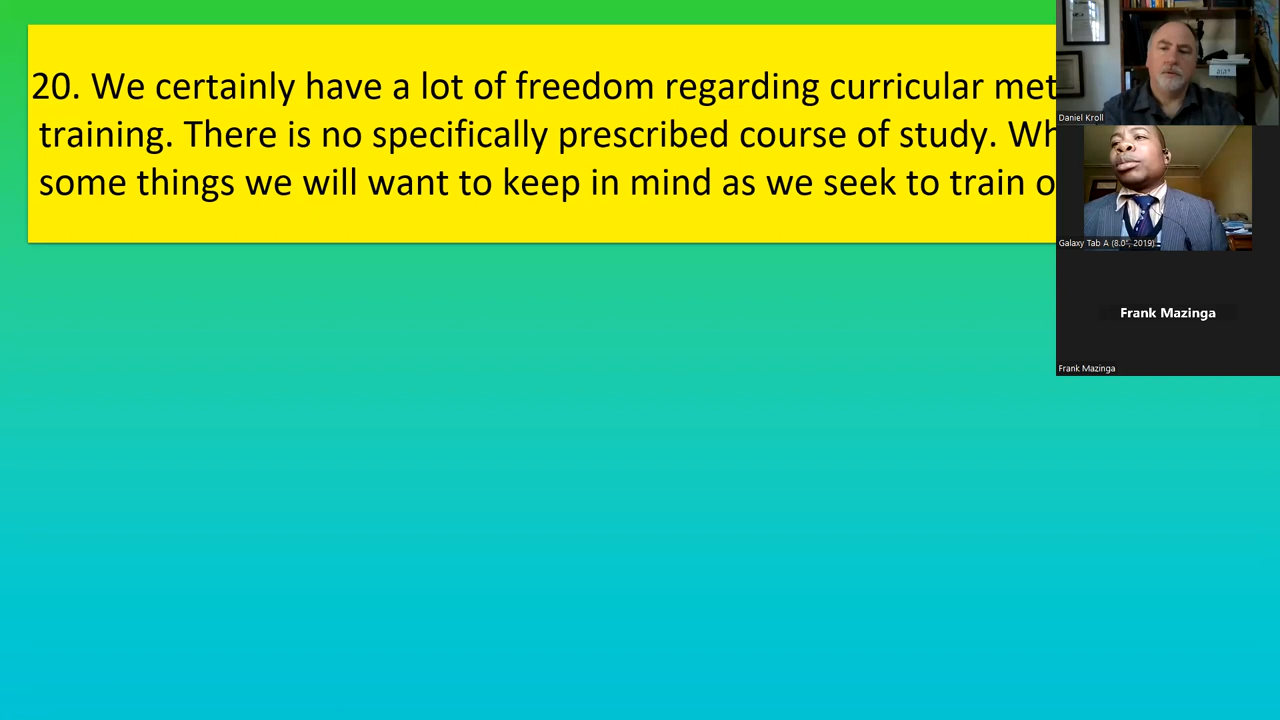 20. We certainly have a lot of freedom regarding curricular met
training. There is no specifically prescribed course of study. Wh
some things we will want to keep in mind as we seek to train o
Daniel Kroll
Galaxy Tab A (8.0", 2019)
Frank Mazinga
Frank Mazinga